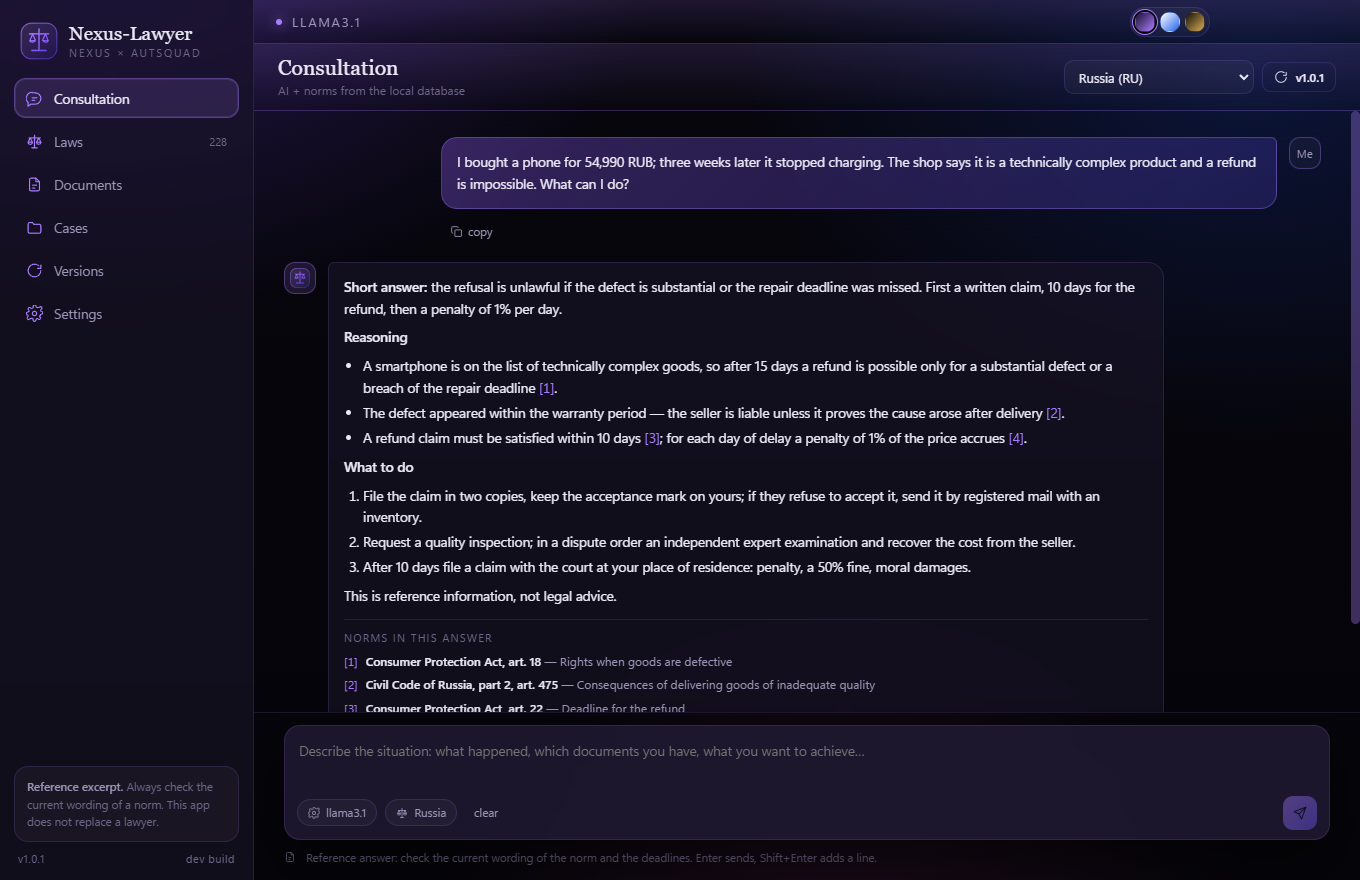 Nexus-Lawyer
NEXUS × AUTSQUAD
Consultation
Laws 228
Documents
Cases
Versions
Settings
Reference excerpt. Always check the
current wording of a norm. This app
does not replace a lawyer.
v1.0.1 dev build
LLAMA3.1
Consultation
AI + norms from the local database
Russia (RU)
v1.0.1
I bought a phone for 54,990 RUB; three weeks later it stopped charging. The shop says it is a technically complex product and a refund
is impossible. What can I do?
Me
copy
Short answer: the refusal is unlawful if the defect is substantial or the repair deadline was missed. First a written claim, 10 days for the
refund, then a penalty of 1% per day.
Reasoning
• A smartphone is on the list of technically complex goods, so after 15 days a refund is possible only for a substantial defect or a
breach of the repair deadline [1].
• The defect appeared within the warranty period — the seller is liable unless it proves the cause arose after delivery [2].
• A refund claim must be satisfied within 10 days [3]; for each day of delay a penalty of 1% of the price accrues [4].
What to do
1. File the claim in two copies, keep the acceptance mark on yours; if they refuse to accept it, send it by registered mail with an
inventory.
2. Request a quality inspection; in a dispute order an independent expert examination and recover the cost from the seller.
3. After 10 days file a claim with the court at your place of residence: penalty, a 50% fine, moral damages.
This is reference information, not legal advice.
NORMS IN THIS ANSWER
[1] Consumer Protection Act, art. 18 — Rights when goods are defective
[2] Civil Code of Russia, part 2, art. 475 — Consequences of delivering goods of inadequate quality
[3] Consumer Protection Act, art. 22 — Deadline for the refund
Describe the situation: what happened, which documents you have, what you want to achieve...
llama3.1
Russia
clear
Reference answer: check the current wording of the norm and the deadlines. Enter sends, Shift+Enter adds a line.